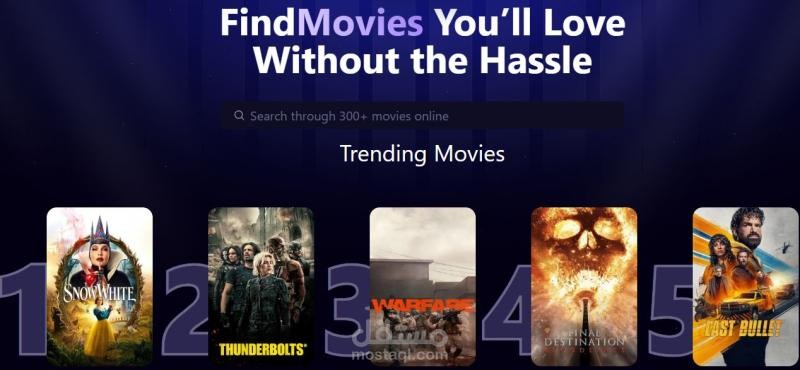 FindMovies You’ll Love
Without the Hassle
Search through 300+ movies online
Trending Movies
1
SNOW WHITE
2
THUNDERBOLTS*
3
WARFARE
مستقل
mostaql.com
4
FINAL
DESTINATION
BLOODLINES
5
LAST BULLET